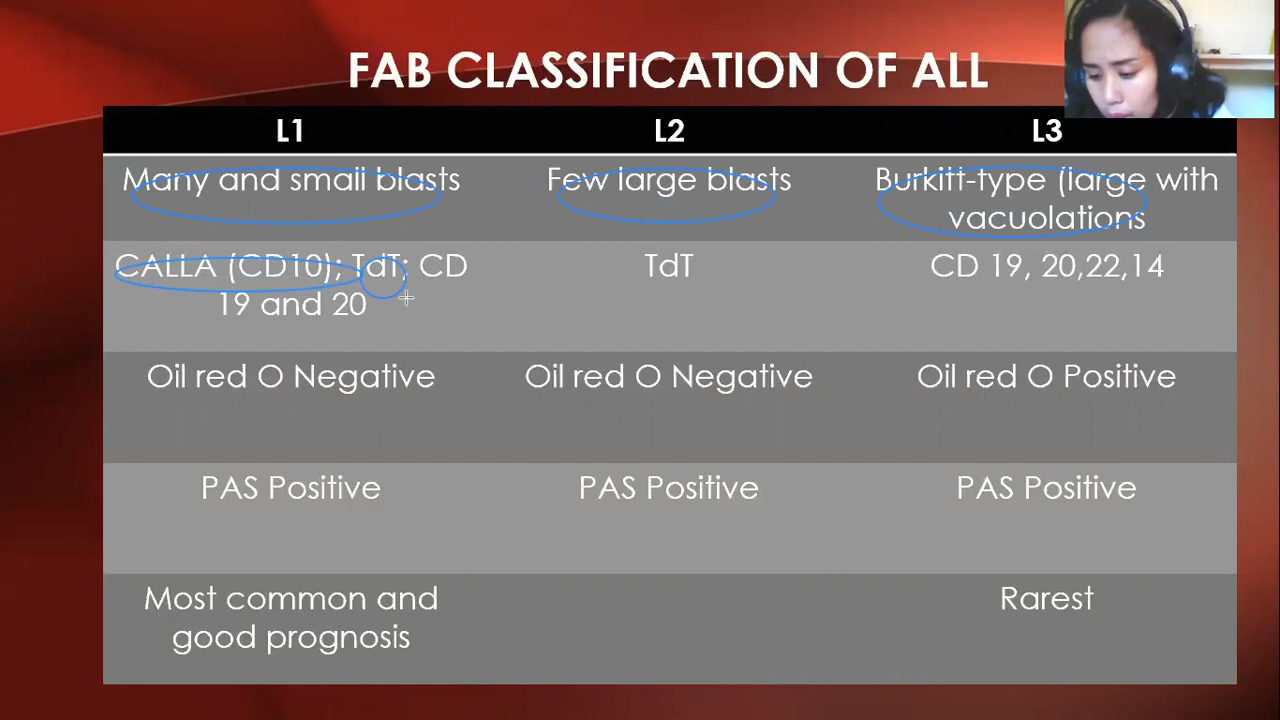 FAB CLASSIFICATION OF ALL
L1 L2 L3
Many and small blasts Few large blasts Burkitt-type (large with
vacuolations
CALLA (CD10); TdT; CD TdT CD 19, 20,22,14
19 and 20
Oil red O Negative Oil red O Negative Oil red O Positive
PAS Positive PAS Positive PAS Positive
Most common and Rarest
good prognosis